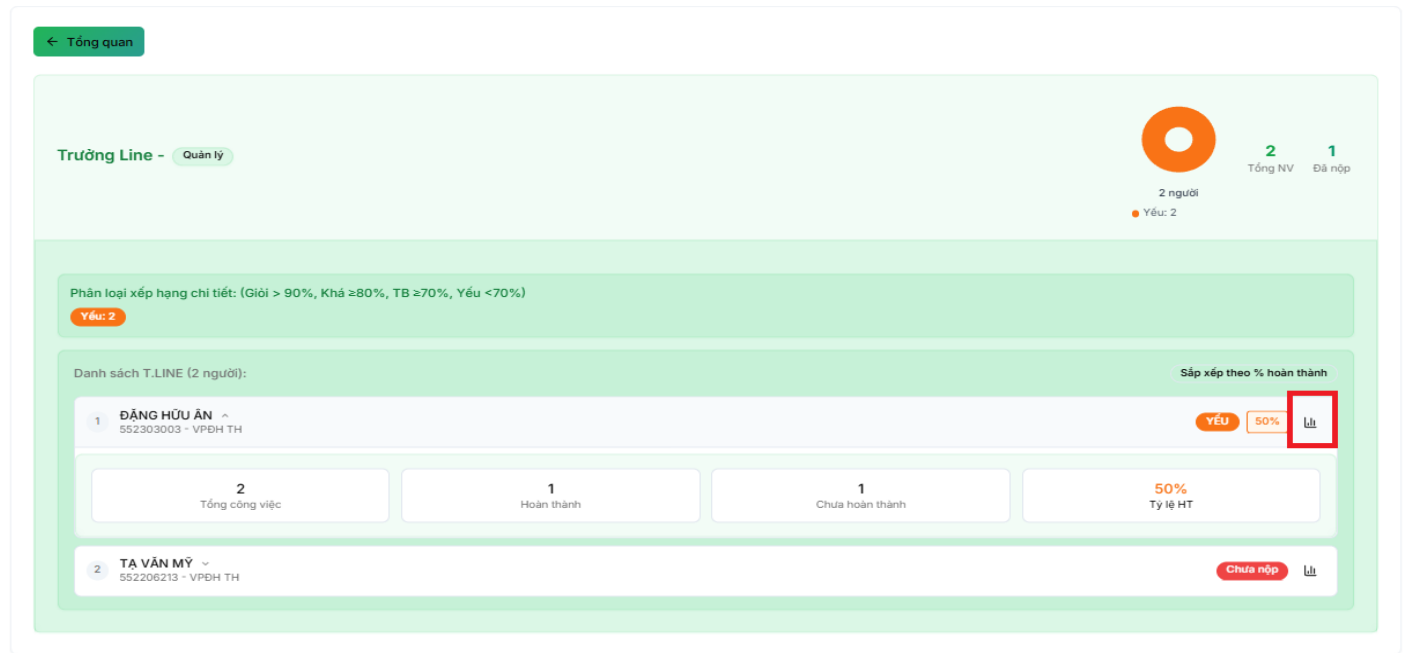 ← Tổng quan
Trưởng Line - Quản lý
2 1
Tổng NV Đã nộp
2 người
Yếu: 2
Phân loại xếp hạng chi tiết: (Giỏi > 90%, Khá ≥80%, TB ≥70%, Yếu <70%)
Yếu: 2
Danh sách T.LINE (2 người): Sắp xếp theo % hoàn thành
1 ĐẶNG HỮU ÂN YẾU 50%
552303003 - VPĐH TH
2 1 1 50%
Tổng công việc Hoàn thành Chưa hoàn thành Tỷ lệ HT
2 TẠ VĂN MỸ Chưa nộp
552206213 - VPĐH TH